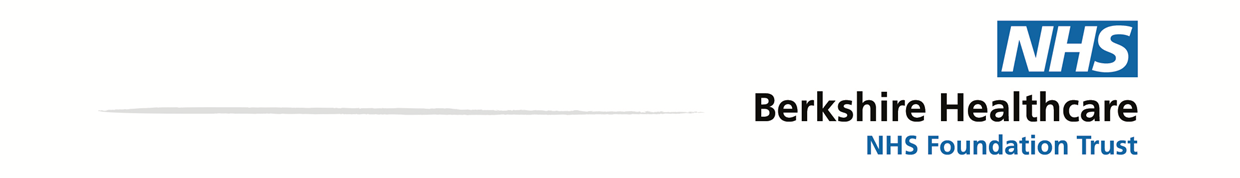 NHS
Berkshire Healthcare
NHS Foundation Trust